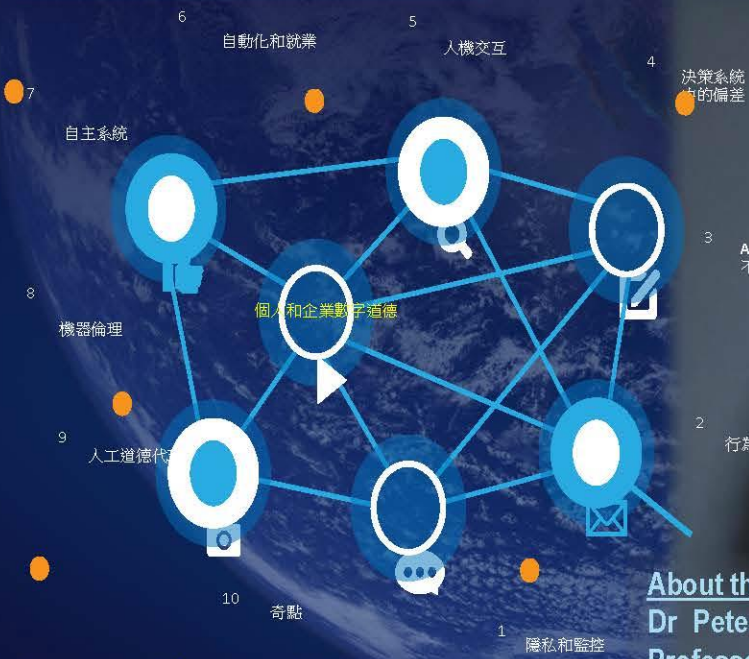 6
自動化和就業
5
人機交互
4
決策系統
的偏差
7
自主系統
3
個人和企業數字道德
8
機器倫理
2
9
人工道德代
10
奇點
1
隱私和監控
About th
Dr Pete